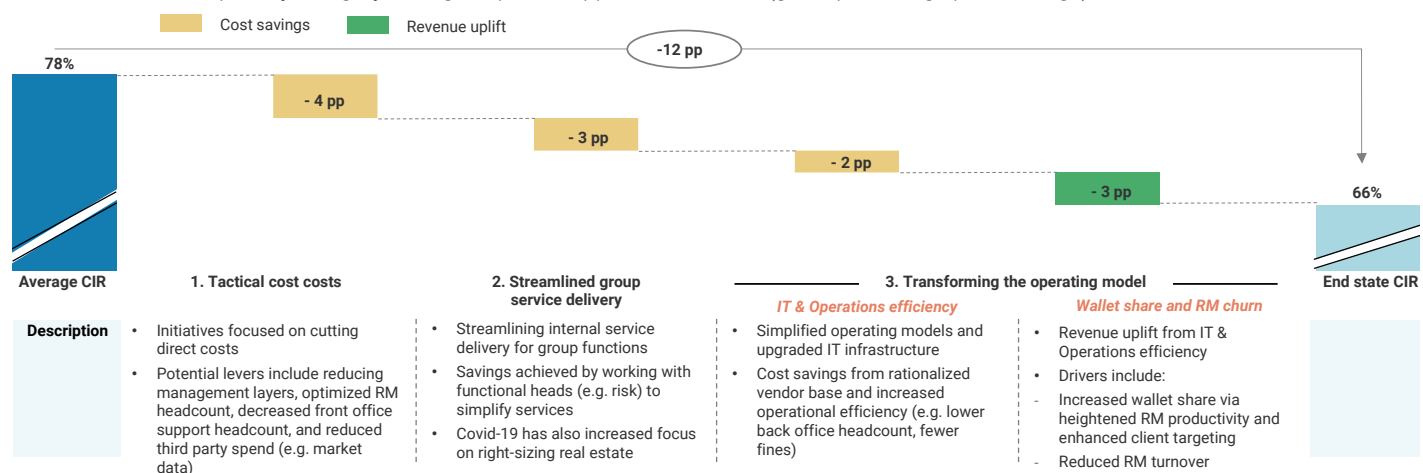 Cost savings
Revenue uplift
-12 pp
78%
- 4 pp
- 3 pp
- 2 pp
- 3 pp
66%
Average CIR
1. Tactical cost costs
2. Streamlined group
service delivery
3. Transforming the operating model
End state CIR
IT & Operations efficiency
Wallet share and RM churn
Description
• Initiatives focused on cutting
direct costs
• Potential levers include reducing
management layers, optimized RM
headcount, decreased front office
support headcount, and reduced
third party spend (e.g. market
data)
• Streamlining internal service
delivery for group functions
• Savings achieved by working with
functional heads (e.g. risk) to
simplify services
• Covid-19 has also increased focus
on right-sizing real estate
• Simplified operating models and
upgraded IT infrastructure
• Cost savings from rationalized
vendor base and increased
operational efficiency (e.g. lower
back office headcount, fewer
fines)
• Revenue uplift from IT &
Operations efficiency
• Drivers include:
- Increased wallet share via
heightened RM productivity and
enhanced client targeting
- Reduced RM turnover